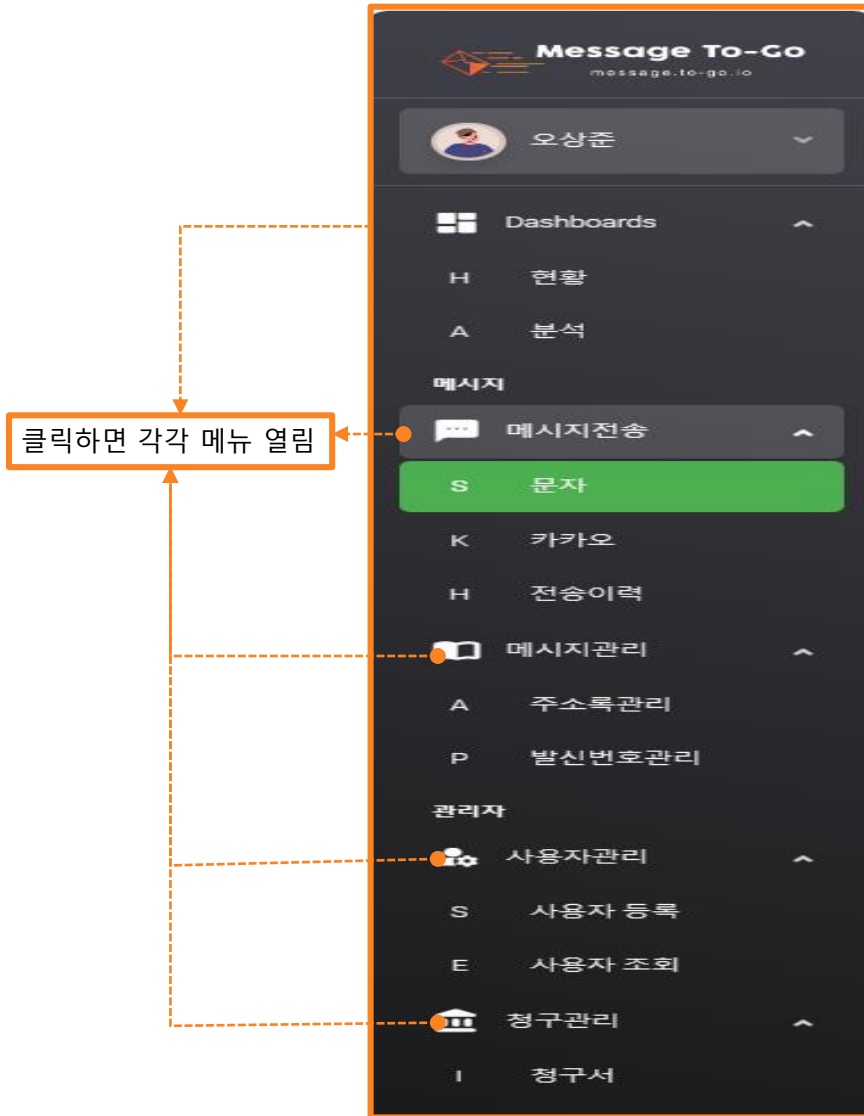 Message To-Go
message.to-go.io
오상준
Dashboards
H 현황
A 분석
메시지
클릭하면 각각 메뉴 열림
메시지전송
S 문자
K 카카오
H 전송이력
메시지관리
A 주소록관리
P 발신번호관리
관리자
사용자관리
S 사용자 등록
E 사용자 조회
청구관리
I 청구서